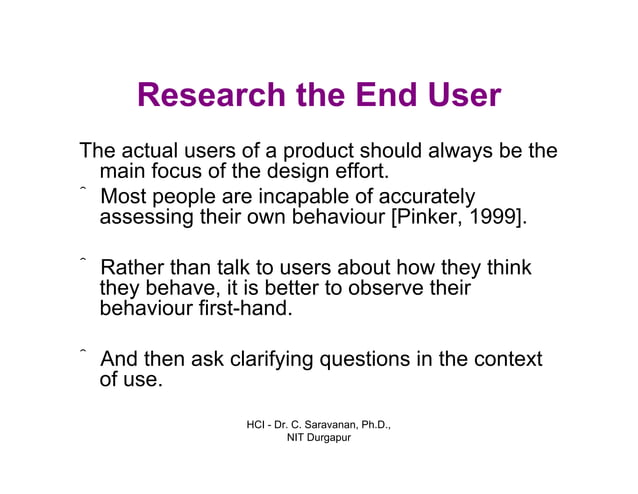 Research the End User
The actual users of a product should always be the
main focus of the design effort.
⌃ Most people are incapable of accurately
assessing their own behaviour [Pinker, 1999].
⌃ Rather than talk to users about how they think
they behave, it is better to observe their
behaviour first-hand.
⌃ And then ask clarifying questions in the context
of use.
HCI - Dr. C. Saravanan, Ph.D.,
NIT Durgapur